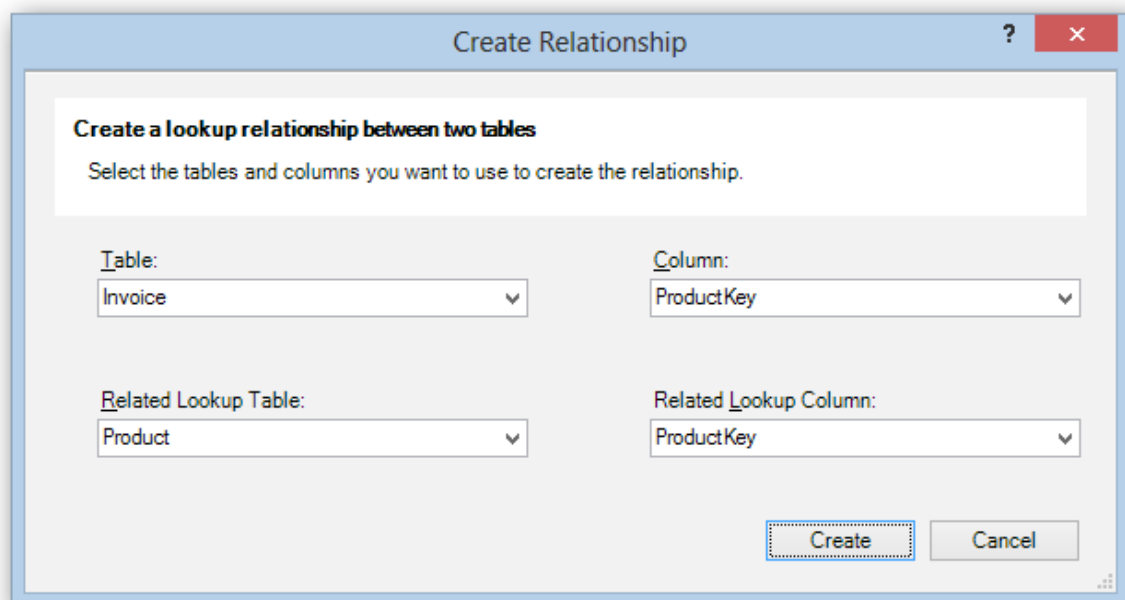 Create Relationship
?
Create a lookup relationship between two tables
Select the tables and columns you want to use to create the relationship.
Table:
Column:
Invoice
ProductKey
Related Lookup Table:
Related Lookup Column:
Product
ProductKey
Create
Cancel